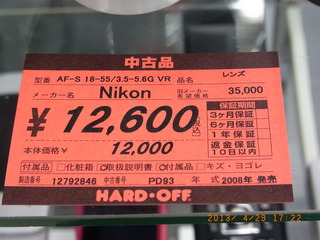 中古品
型番 AF-S 18-55/3.5-5.6G VR 品名 レンズ
メーカー名 Nikon 旧メーカー希望価格 35,000
¥12,600(税込)
本体価格 ¥ 12,000
保証期間
3ヶ月保証
6ヶ月保証
1年保証
返金保証
10日以内
付属品 □化粧箱 取扱説明書 付属品 □キズ・ヨゴレ
製造番号 12792846 中古番号 PD93 年式 2008年 発売
HARD·OFF
2013/ 4/29 17:22